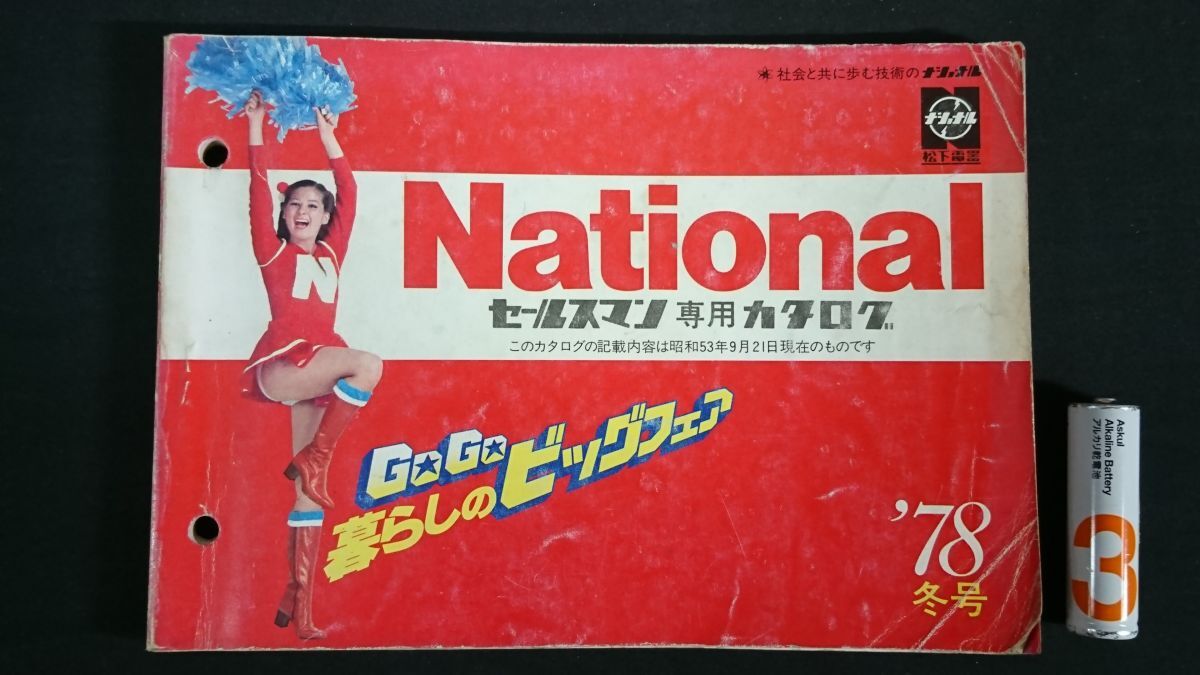 社会と共に歩む技術のナショナル
N
ナショナル
松下電器
National
セールスマン専用カタログ
このカタログの記載内容は昭和53年9月21日現在のものです
N
GO☆GO☆
暮らしのビッグフェア
'78
冬号
Askul
Alkaline Battery
アルカリ乾電池
3